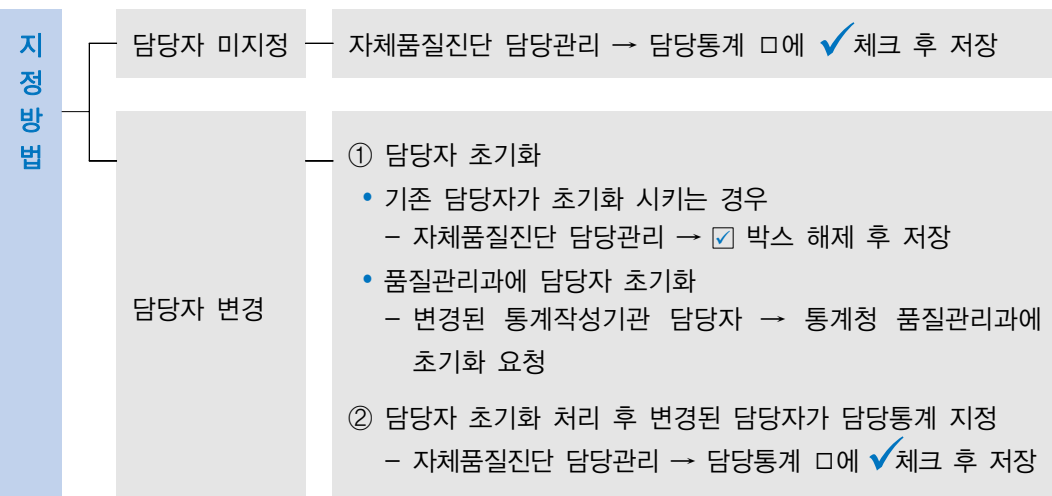 지정방법
담당자 미지정
자체품질진단 담당관리 → 담당통계 □에 ✓체크 후 저장
담당자 변경
① 담당자 초기화
• 기존 담당자가 초기화 시키는 경우
– 자체품질진단 담당관리 → ☑ 박스 해제 후 저장
• 품질관리과에 담당자 초기화
– 변경된 통계작성기관 담당자 → 통계청 품질관리과에
초기화 요청
② 담당자 초기화 처리 후 변경된 담당자가 담당통계 지정
– 자체품질진단 담당관리 → 담당통계 □에 ✓체크 후 저장